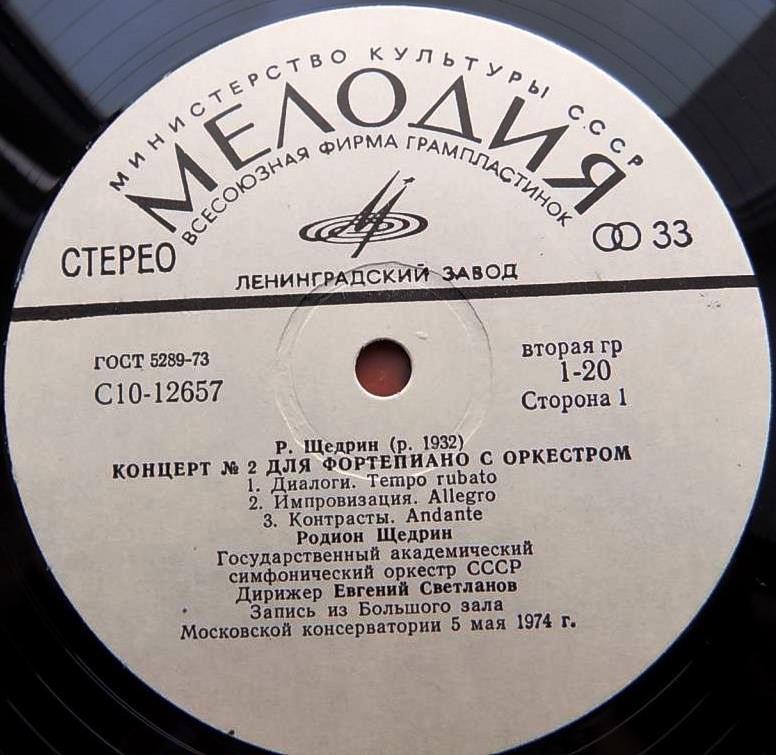 МИНИСТЕРСТВО КУЛЬТУРЫ СССР
МЕЛОДИЯ
ВСЕСОЮЗНАЯ ФИРМА ГРАМПЛАСТИНОК
СТЕРЕО
33
ЛЕНИНГРАДСКИЙ ЗАВОД
ГОСТ 5289-73
С10-12657
вторая гр
1-20
Сторона 1
Р. Щедрин (р. 1932)
КОНЦЕРТ № 2 ДЛЯ ФОРТЕПИАНО С ОРКЕСТРОМ
1. Диалоги. Tempo rubato
2. Импровизация. Allegro
3. Контрасты. Andante
Родион Щедрин
Государственный академический
симфонический оркестр СССР
Дирижер Евгений Светланов
Запись из Большого зала
Московской консерватории 5 мая 1974 г.